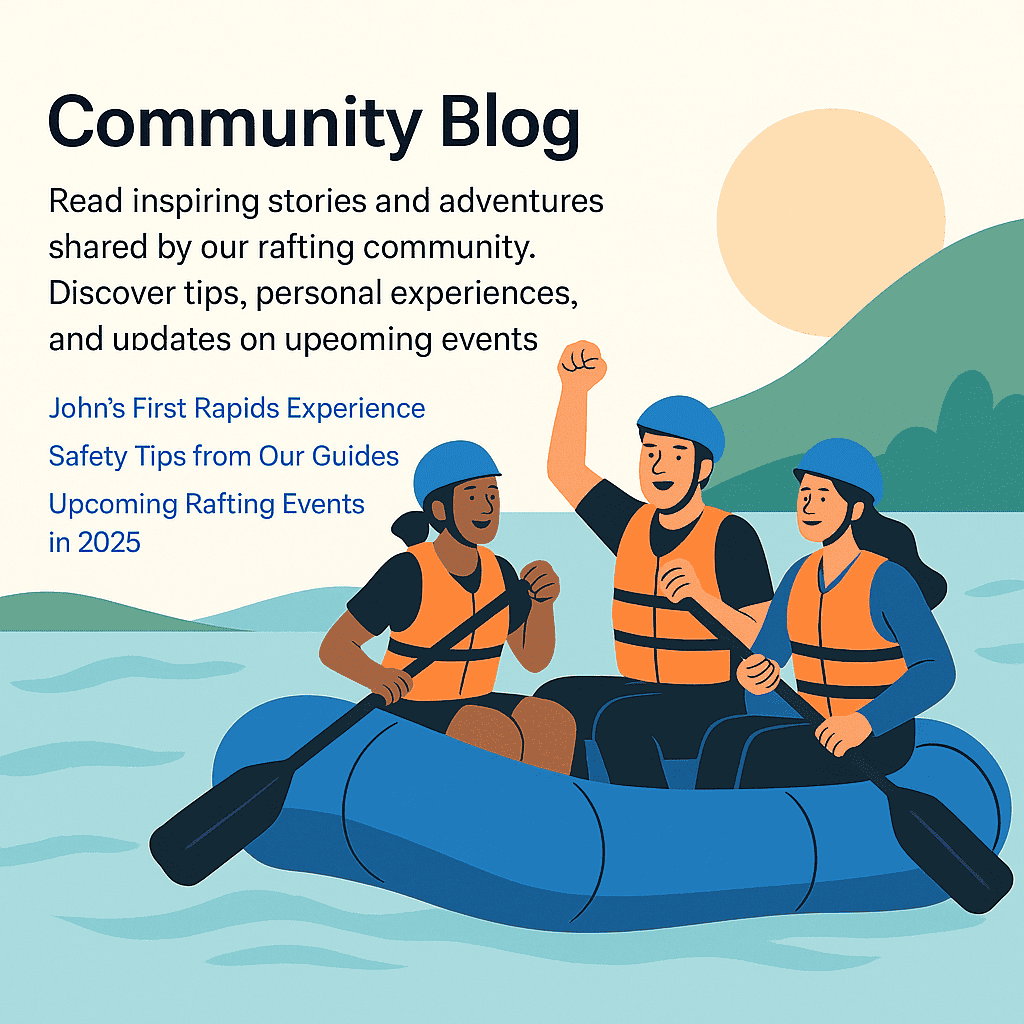 Community Blog
Read inspiring stories and adventures
shared by our rafting community.
Discover tips, personal experiences,
and updates on upeoming events
John's First Rapids Experience
Safety Tips from Our Guides
Upcoming Rafting Events
in 2025